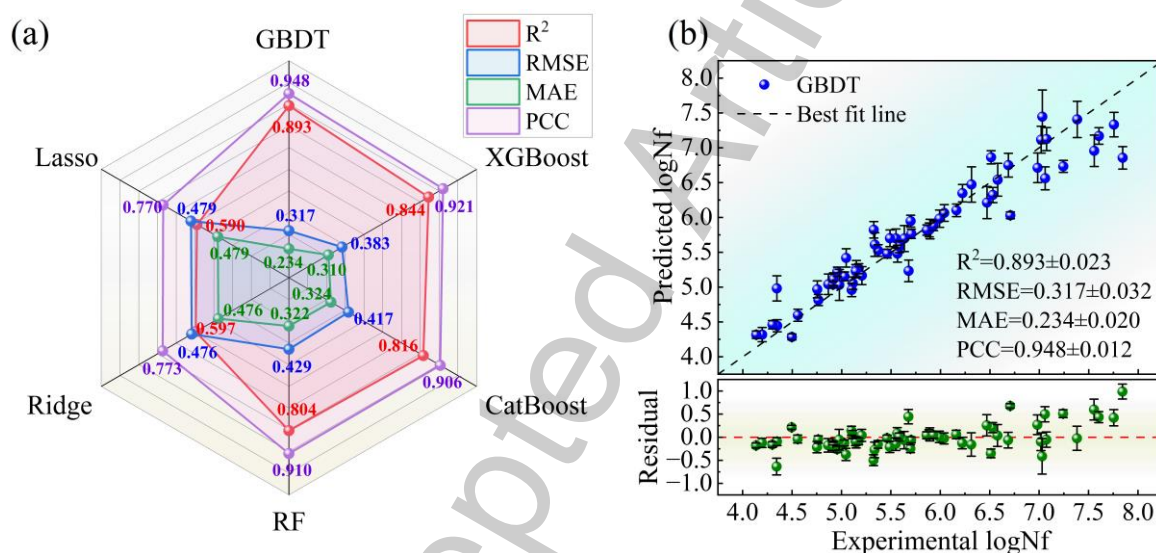 (a)
GBDT
R²
RMSE
MAE
PCC
0.948
0.893
Lasso
XGBoost
0.770
0.479
0.590
0.317
0.844
0.921
0.383
0.479
0.234
0.310
0.324
0.476
0.322
0.417
0.597
0.476
0.429
0.816
0.773
0.906
Ridge
CatBoost
0.804
0.910
RF
(b)
8.0
7.5
7.0
6.5
6.0
5.5
5.0
4.5
4.0
Predicted logNf
GBDT
Best fit line
R²=0.893±0.023
RMSE=0.317±0.032
MAE=0.234±0.020
PCC=0.948±0.012
1.0
0.5
0.0
-0.5
-1.0
Residual
4.0 4.5 5.0 5.5 6.0 6.5 7.0 7.5 8.0
Experimental logNf
epted Artic